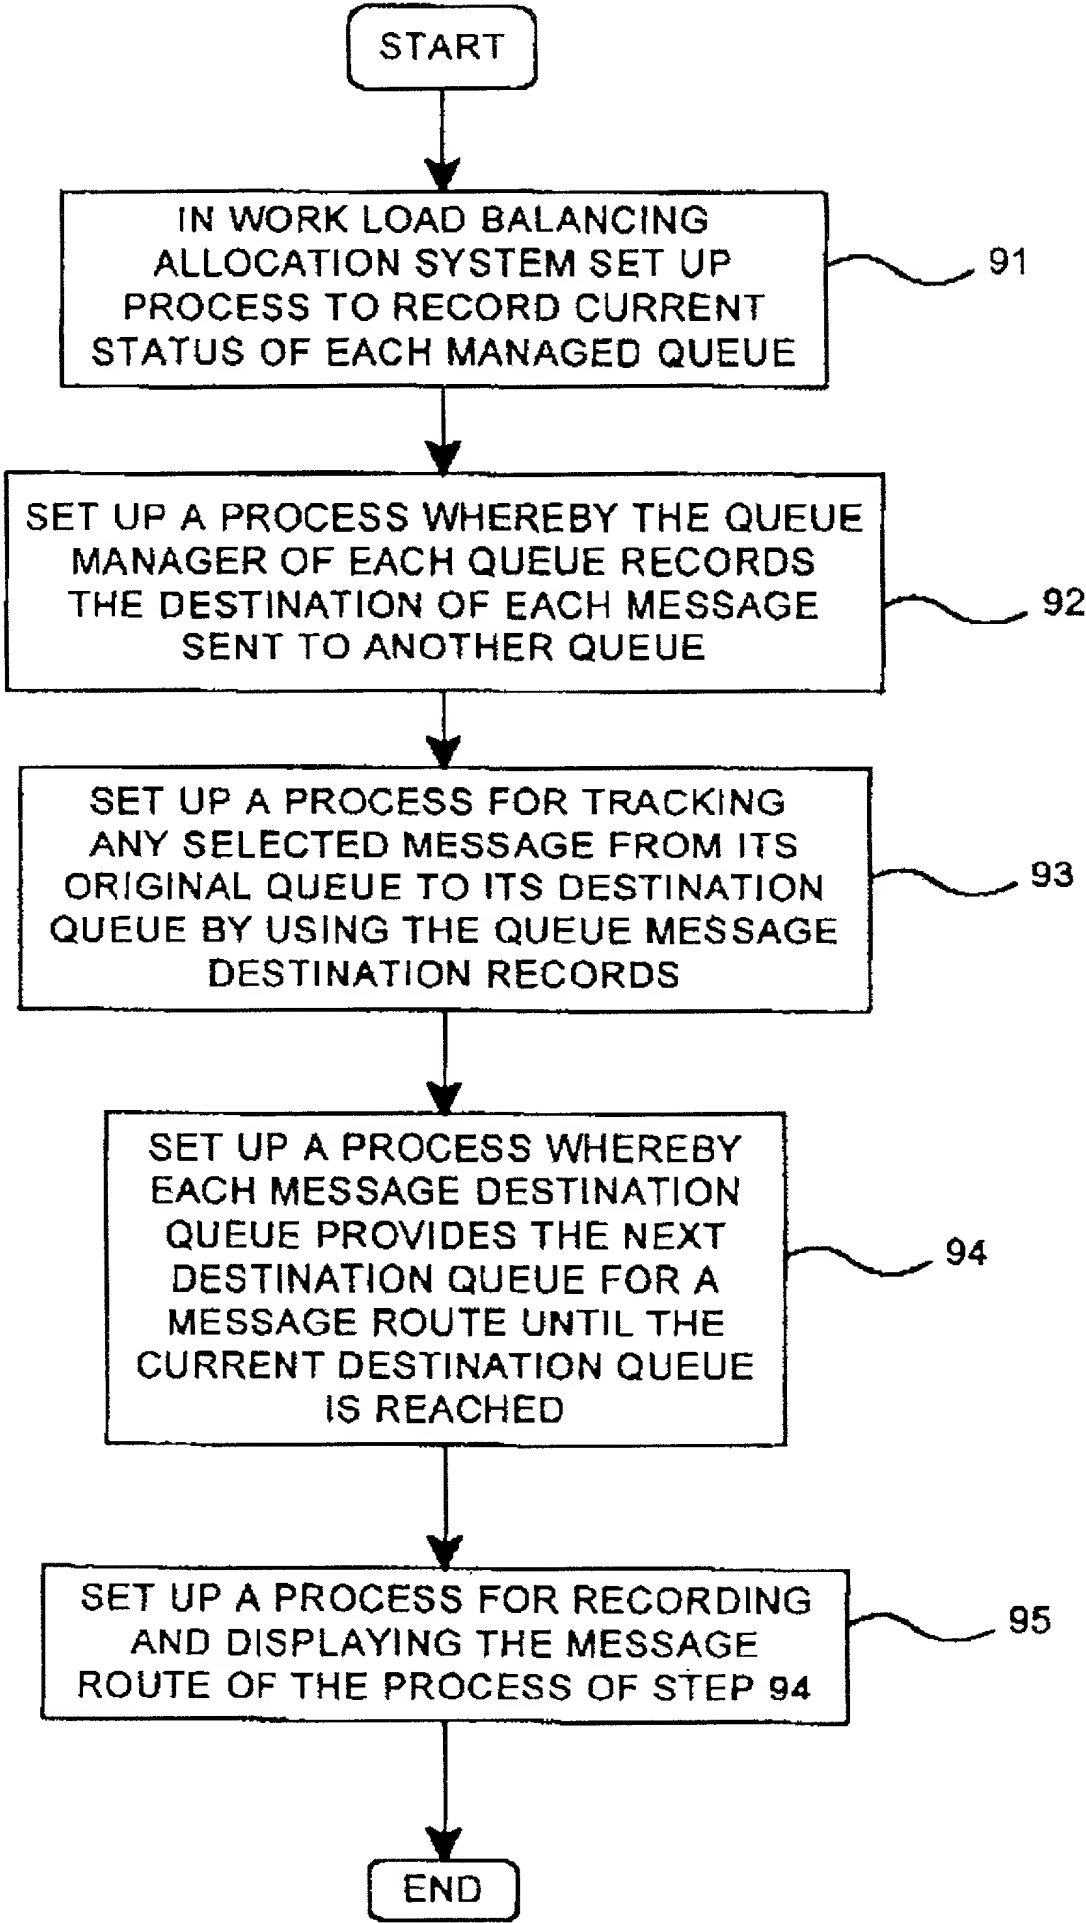 START
IN WORK LOAD BALANCING
ALLOCATION SYSTEM SET UP
PROCESS TO RECORD CURRENT
STATUS OF EACH MANAGED QUEUE
91
SET UP A PROCESS WHEREBY THE QUEUE
MANAGER OF EACH QUEUE RECORDS
THE DESTINATION OF EACH MESSAGE
SENT TO ANOTHER QUEUE
92
SET UP A PROCESS FOR TRACKING
ANY SELECTED MESSAGE FROM ITS
ORIGINAL QUEUE TO ITS DESTINATION
QUEUE BY USING THE QUEUE MESSAGE
DESTINATION RECORDS
93
SET UP A PROCESS WHEREBY
EACH MESSAGE DESTINATION
QUEUE PROVIDES THE NEXT
DESTINATION QUEUE FOR A
MESSAGE ROUTE UNTIL THE
CURRENT DESTINATION QUEUE
IS REACHED
94
SET UP A PROCESS FOR RECORDING
AND DISPLAYING THE MESSAGE
ROUTE OF THE PROCESS OF STEP 94
95
END